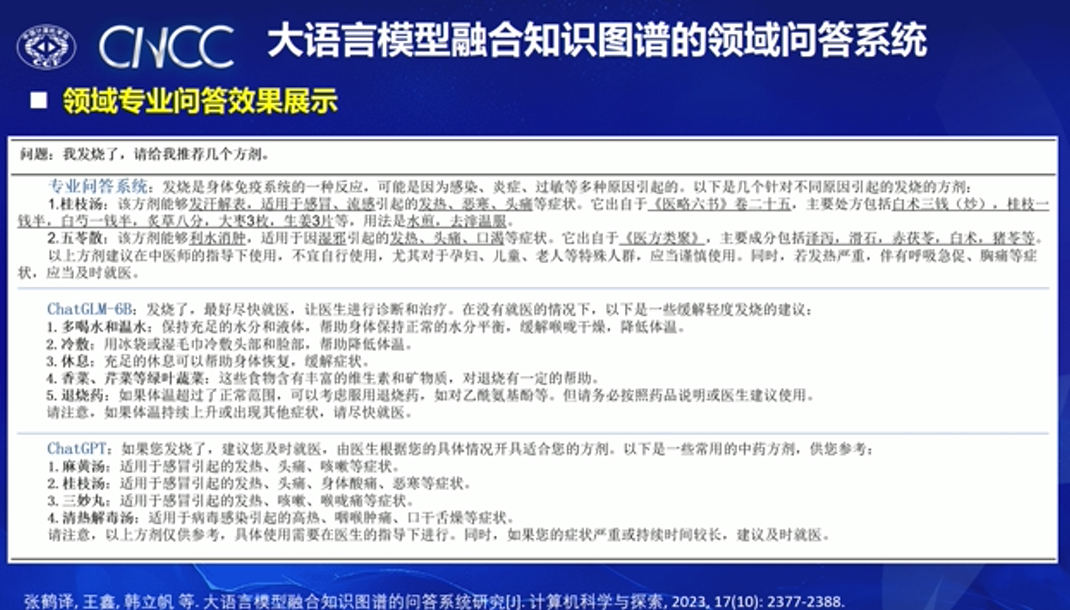 CNCC
大语言模型融合知识图谱的领域问答系统
领域专业问答效果展示
问题：我发烧了，请给我推荐几个方剂。
专业问答系统：发烧是身体免疫系统的一种反应，可能是因为感染、炎症、过敏等多种原因引起的。以下是几个针对不同原因引起的发烧的方剂：
1.桂枝汤：该方剂能够发汗解表，适用于感冒、流感引起的发热、恶寒、头痛等症状。它出自于《医略六书》卷二十五，主要处方包括白术三钱（炒），桂枝一
钱半，白芍一钱半，炙草八分，大枣3枚，生姜3片等，用法是水煎，去滓温服。
2.五苓散：该方剂能够利水消肿，适用于因湿邪引起的发热、头痛、口渴等症状。它出自于《医方类聚》，主要成分包括泽泻，滑石，赤茯苓，白术，猪苓等。
以上方剂建议在中医师的指导下使用，不宜自行使用，尤其对于孕妇、儿童、老人等特殊人群，应当谨慎使用。同时，若发热严重，伴有呼吸急促、胸痛等症
状，应当及时就医。
ChatGLM-6B：发烧了，最好尽快就医，让医生进行诊断和治疗。在没有就医的情况下，以下是一些缓解轻度发烧的建议：
1.多喝水和温水：保持充足的水分和液体，帮助身体保持正常的水分平衡，缓解喉咙干燥，降低体温。
2.冷敷：用冰袋或湿毛巾冷敷头部和脸部，帮助降低体温。
3.休息：充足的休息可以帮助身体恢复，缓解症状。
4.香菜、芹菜等绿叶蔬菜：这些食物含有丰富的维生素和矿物质，对退烧有一定的帮助。
5.退烧药：如果体温超过了正常范围，可以考虑服用退烧药，如对乙酰氨基酚等。但请务必按照药品说明或医生建议使用。
请注意，如果体温持续上升或出现其他症状，请尽快就医。
ChatGPT：如果您发烧了，建议您及时就医，由医生根据您的具体情况开具适合您的方剂。以下是一些常用的中药方剂，供您参考：
1.麻黄汤：适用于感冒引起的发热、头痛、咳嗽等症状。
2.桂枝汤：适用于感冒引起的发热、头痛、身体酸痛、恶寒等症状。
3.三妙丸：适用于感冒引起的发热、咳嗽、喉咙痛等症状。
4.清热解毒汤：适用于病毒感染引起的高热、咽喉肿痛、口干舌燥等症状。
请注意，以上方剂仅供参考，具体使用需要在医生的指导下进行。同时，如果您的症状严重或持续时间较长，建议及时就医。
张鹤译, 王鑫, 韩立帆 等. 大语言模型融合知识图谱的问答系统研究[J]. 计算机科学与探索, 2023, 17(10): 2377-2388.